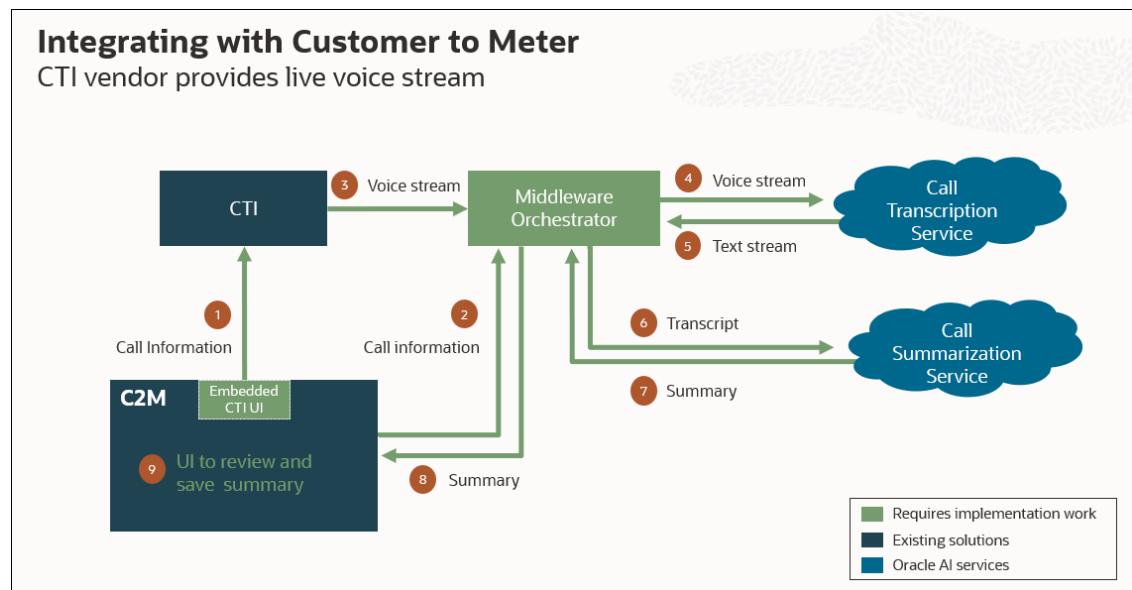 Integrating with Customer to Meter
CTI vendor provides live voice stream
CTI
3 Voice stream
Middleware
Orchestrator
4 Voice stream
5 Text stream
Call
Transcription
Service
1
Call Information
2
Call information
6 Transcript
7 Summary
Call
Summarization
Service
C2M
Embedded
CTI UI
9 UI to review and
save summary
8 Summary
Requires implementation work
Existing solutions
Oracle AI services